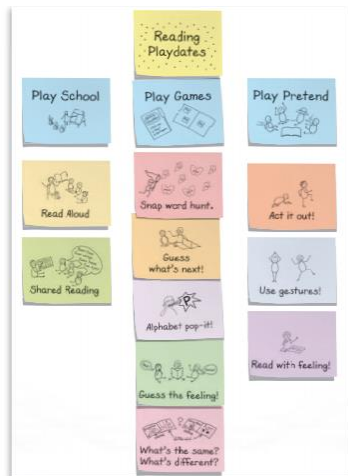 Reading
Playdates
Play School
Play Games
Play Pretend
Read Aloud
Snap word hunt.
Act it out!
Shared Reading
Guess
what's next!
Use gestures!
Alphabet pop-it!
Read with feeling!
Guess the feeling!
What's the same?
What's different?